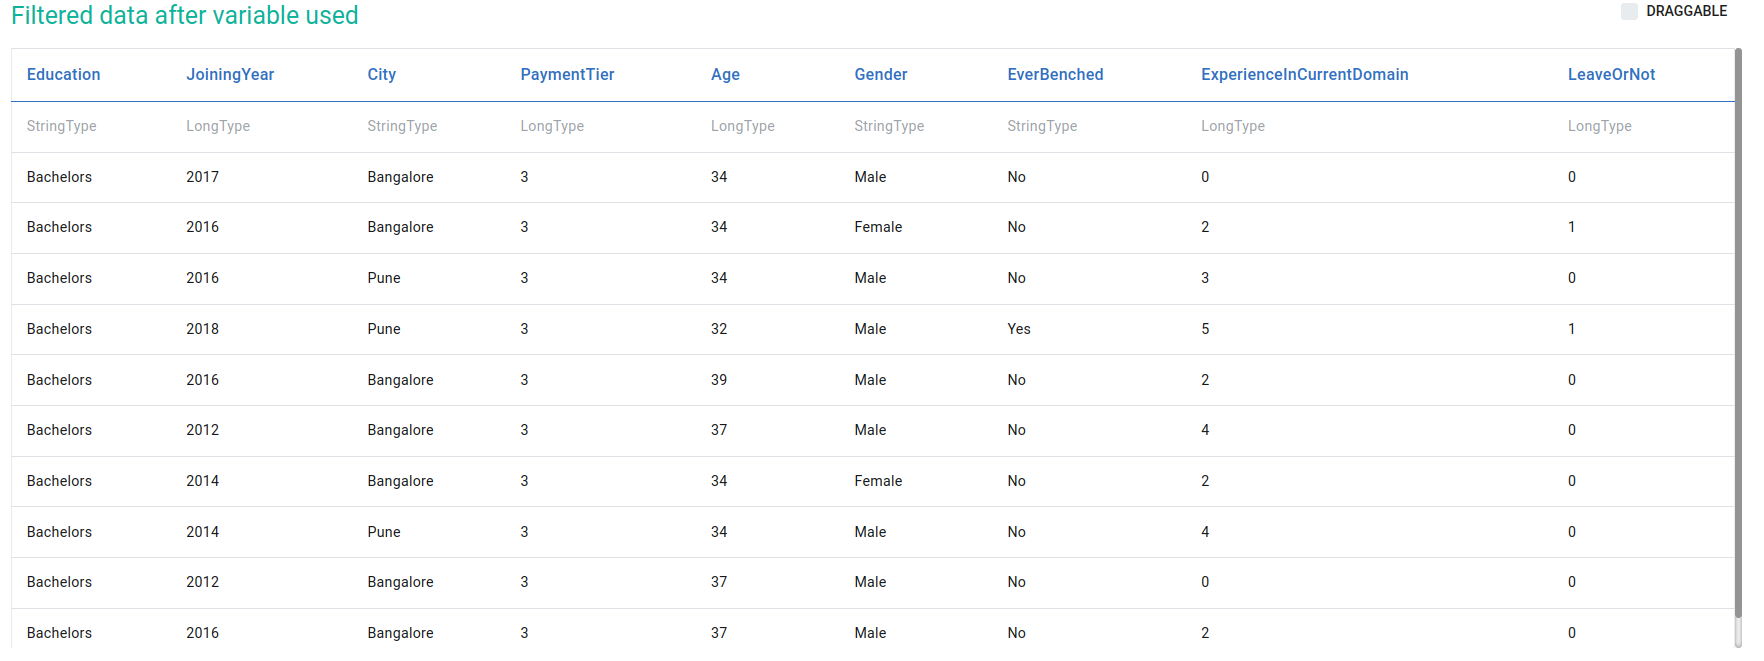 Filtered data after variable used
DRAGGABLE
Education JoiningYear City PaymentTier Age Gender EverBenched ExperienceInCurrentDomain LeaveOrNot
StringType LongType StringType LongType LongType StringType StringType LongType LongType
Bachelors 2017 Bangalore 3 34 Male No 0 0
Bachelors 2016 Bangalore 3 34 Female No 2 1
Bachelors 2016 Pune 3 34 Male No 3 0
Bachelors 2018 Pune 3 32 Male Yes 5 1
Bachelors 2016 Bangalore 3 39 Male No 2 0
Bachelors 2012 Bangalore 3 37 Male No 4 0
Bachelors 2014 Bangalore 3 34 Female No 2 0
Bachelors 2014 Pune 3 34 Male No 4 0
Bachelors 2012 Bangalore 3 37 Male No 0 0
Bachelors 2016 Bangalore 3 37 Male No 2 0